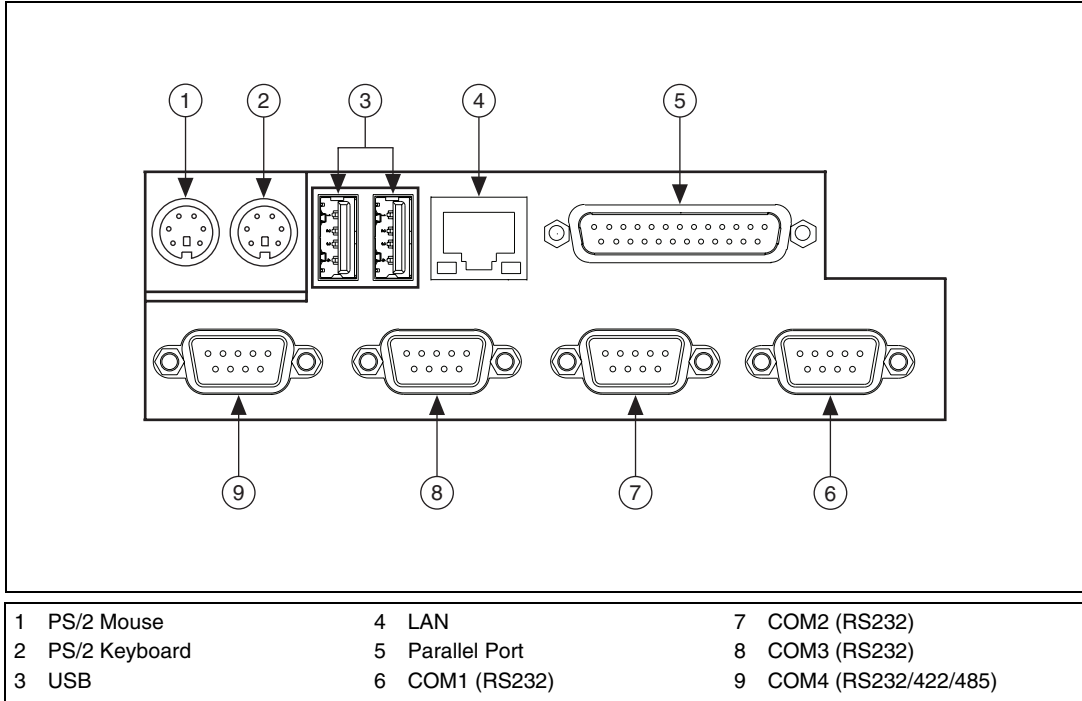 1 2 3 4 5
9 8 7 6
1 PS/2 Mouse
2 PS/2 Keyboard
3 USB
4 LAN
5 Parallel Port
6 COM1 (RS232)
7 COM2 (RS232)
8 COM3 (RS232)
9 COM4 (RS232/422/485)